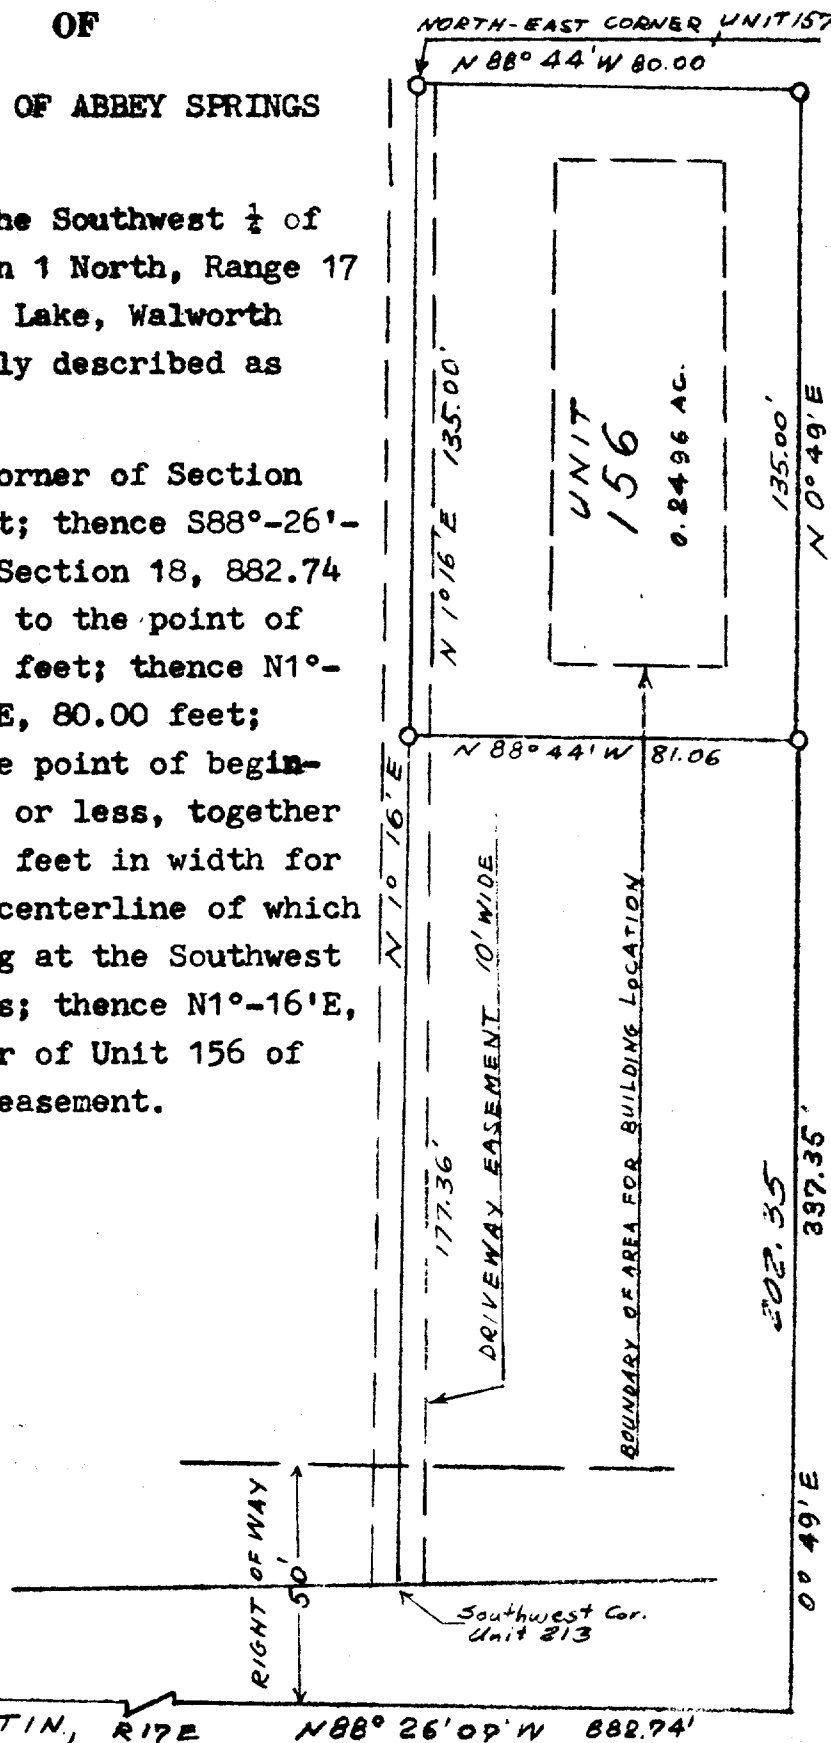 OF
OF ABBEY SPRINGS
he Southwest ¼ of
n 1 North, Range 17
Lake, Walworth
ly described as
orner of Section
t; thence S88°-26'-
Section 18, 882.74
to the point of
feet; thence N1°-
E, 80.00 feet;
e point of begin-
or less, together
feet in width for
centerline of which
g at the Southwest
s; thence N1°-16'E,
r of Unit 156 of
easement.
NORTH-EAST CORNER UNIT 157
N 88° 44' W 80.00
N 1° 16' E 135.00'
UNIT
156
0.2496 AC.
135.00'
N 0° 49' E
N 88° 44' W 81.06
N 1° 16' E
177.36'
DRIVEWAY EASEMENT 10' WIDE
BOUNDARY OF AREA FOR BUILDING LOCATION
202.35
337.35'
0° 49' E
RIGHT OF WAY
50'
Southwest Cor.
Unit 213
T1N., R17E
N88° 26' 07" W 882.74'